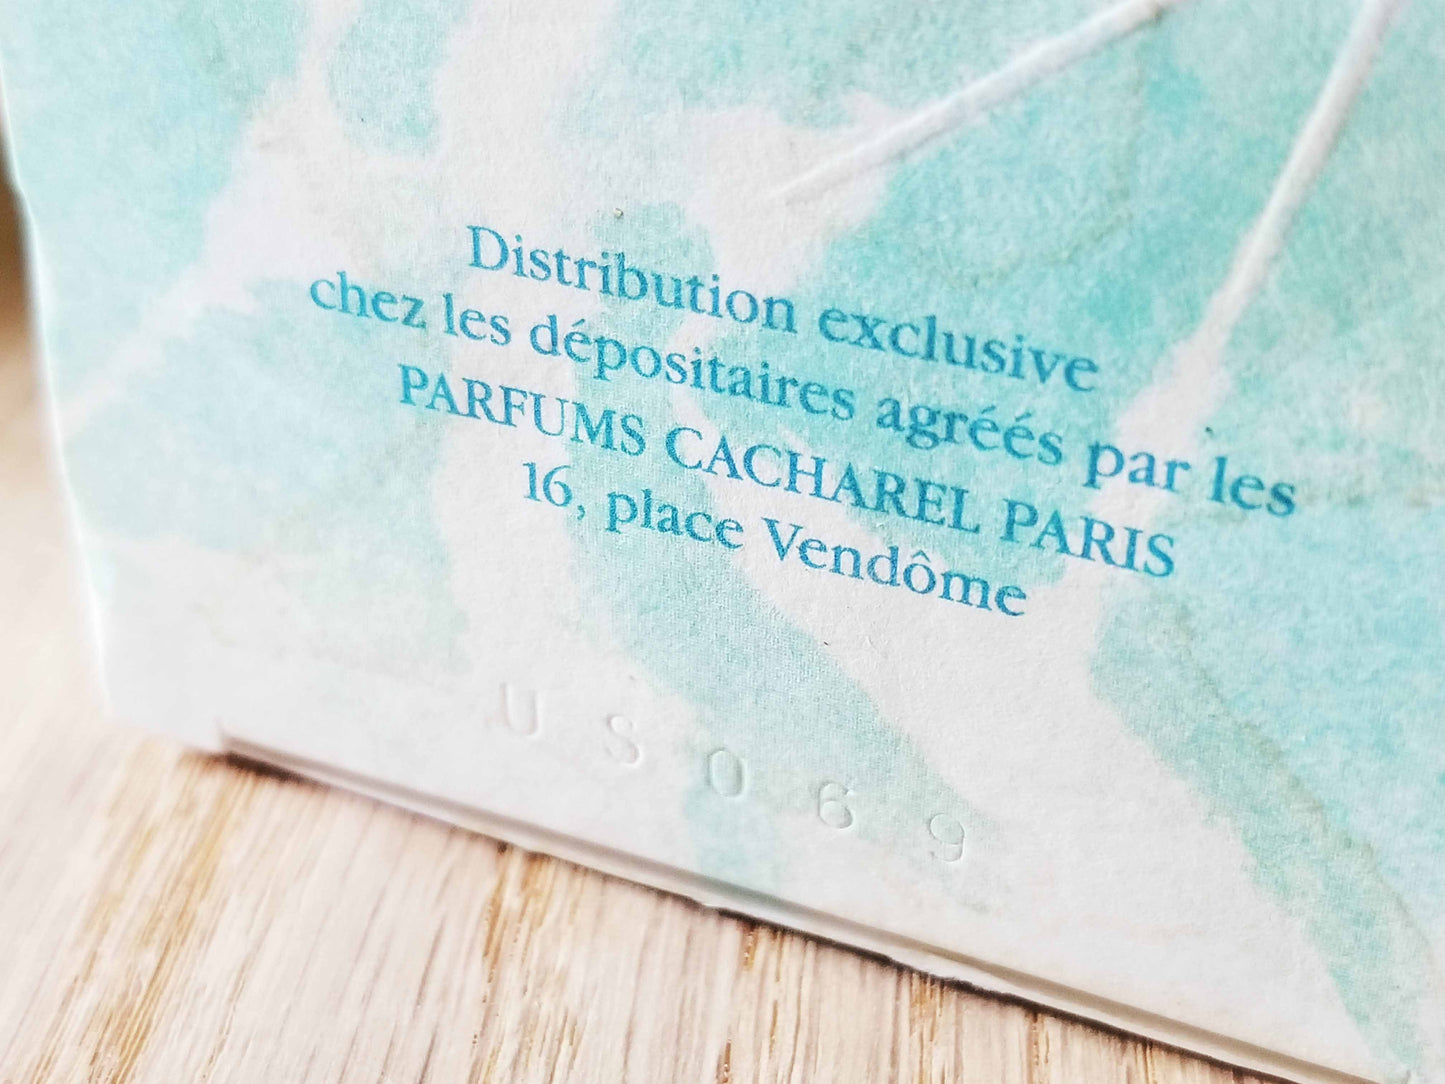 Distribution exclusive
chez les dépositaires agréés par les
PARFUMS CACHAREL PARIS
16, place Vendôme
US069